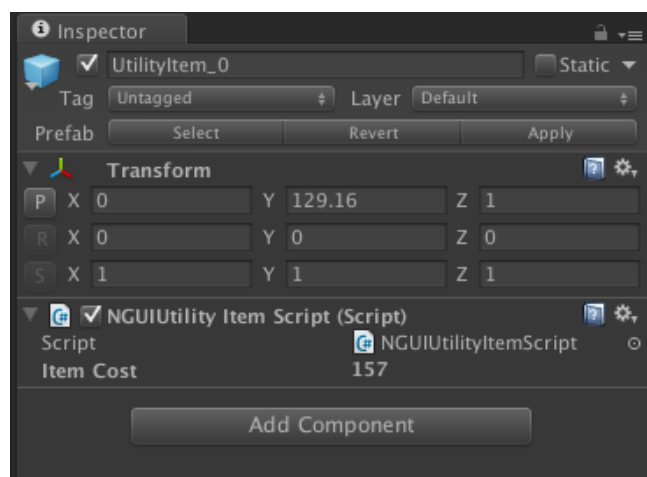 Inspector
UtilityItem_0 Static
Tag Untagged Layer Default
Prefab Select Revert Apply
Transform
P X 0 Y 129.16 Z 1
R X 0 Y 0 Z 0
S X 1 Y 1 Z 1
NGUIUtility Item Script (Script)
Script NGUIUtilityItemScript
Item Cost 157
Add Component